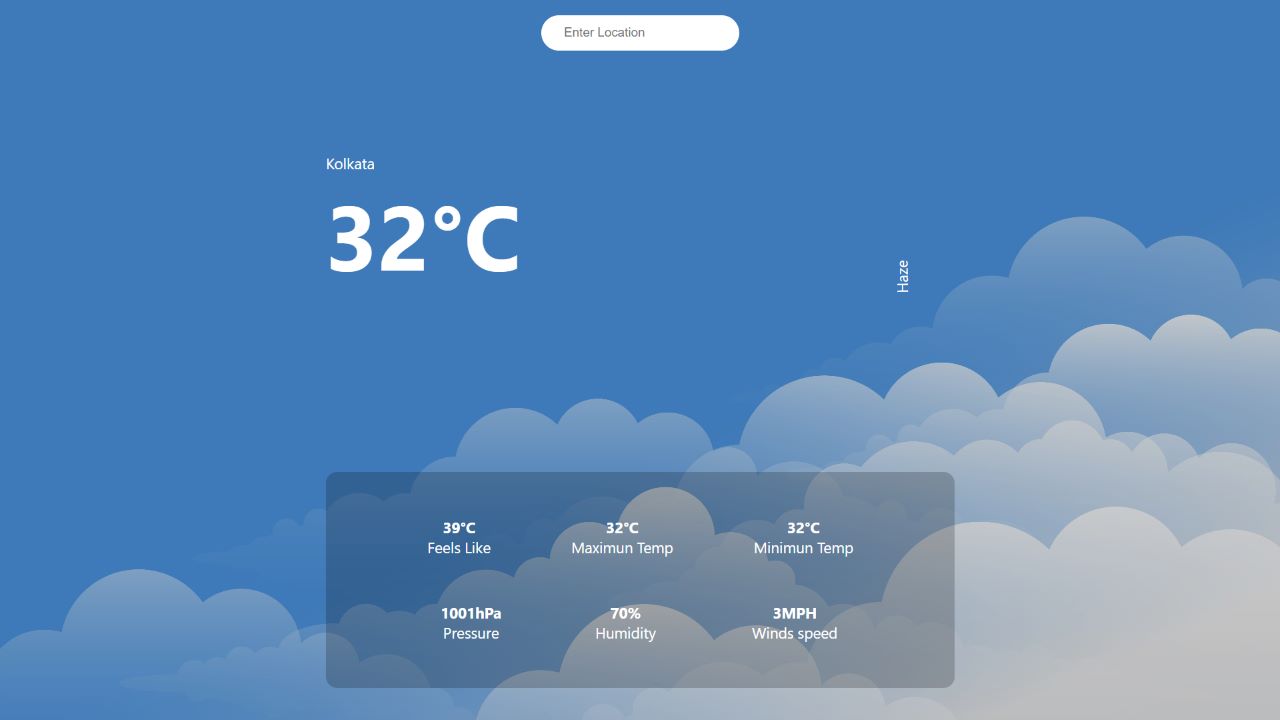 Enter Location
Kolkata
32°C
Haze
39°C
Feels Like
32°C
Maximun Temp
32°C
Minimun Temp
1001hPa
Pressure
70%
Humidity
3MPH
Winds speed